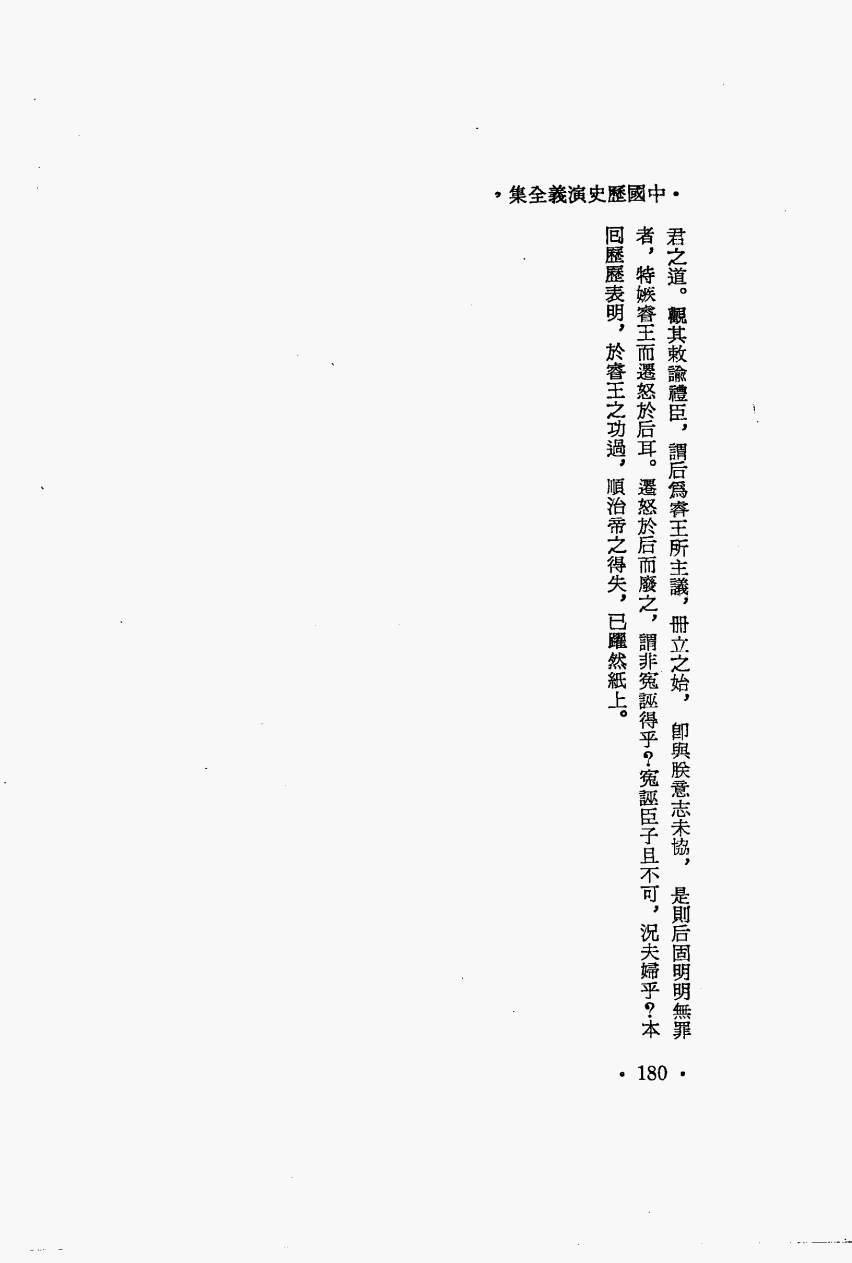 ·中國歷史演義全集·
君之道。觀其敕諭禮臣，謂后爲睿王所主議，冊立之始，卽與朕意志未協，是則后固明明無罪
者，特嫉睿王而遷怒於后耳。遷怒於后而廢之，謂非寃誣得乎？寃誣臣子且不可，況夫婦乎？本
囘歷歷表明，於睿王之功過，順治帝之得失，已躍然紙上。
· 180 ·